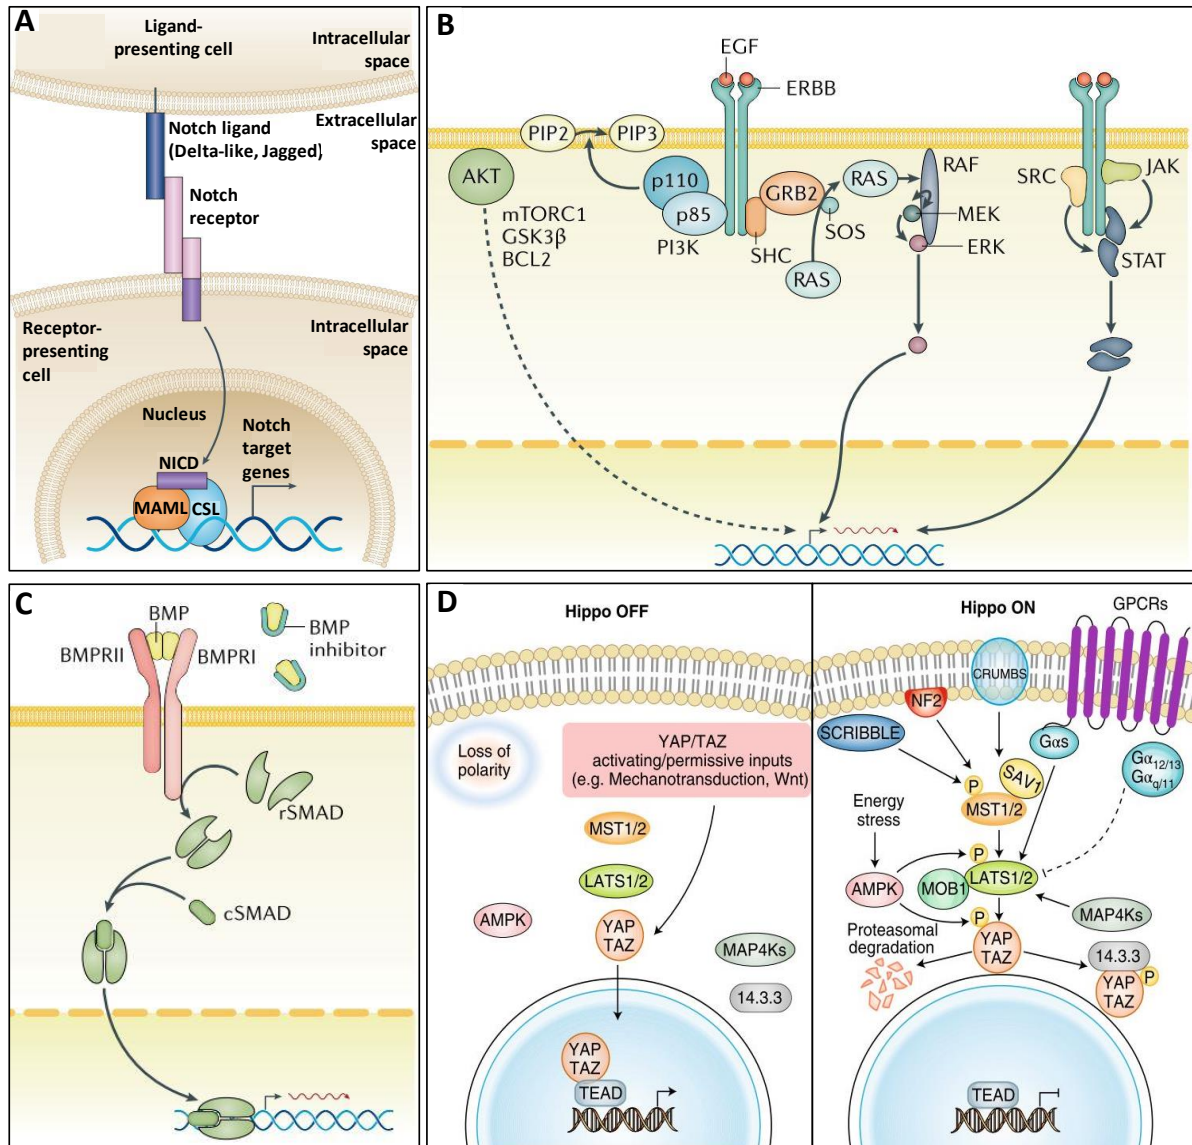 A
Ligand-
presenting cell
Intracellular
space
Notch ligand
(Delta-like, Jagged)
Extracellular
space
Notch
receptor
Receptor-
presenting
cell
Intracellular
space
Nucleus
Notch
target
genes
NICD
MAML
CSL
B
EGF
ERBB
PIP2
PIP3
AKT
mTORC1
GSK3β
BCL2
p110
p85
PI3K
SHC
GRB2
SOS
RAS
RAS
RAF
MEK
ERK
SRC
JAK
STAT
C
BMP
BMPRII
BMPRI
BMP
inhibitor
rSMAD
cSMAD
D
Hippo OFF
Loss of
polarity
YAP/TAZ
activating/permissive inputs
(e.g. Mechanotransduction, Wnt)
MST1/2
LATS1/2
AMPK
YAP
TAZ
MAP4Ks
14.3.3
YAP
TAZ
TEAD
Hippo ON
GPCRs
CRUMBS
NF2
SCRIBBLE
Gαs
Gα12/13
Gαq/11
P
SAV1
MST1/2
Energy
stress
P
AMPK
MOB1
LATS1/2
MAP4Ks
P
Proteasomal
degradation
YAP
TAZ
14.3.3
YAP
TAZ
P
TEAD